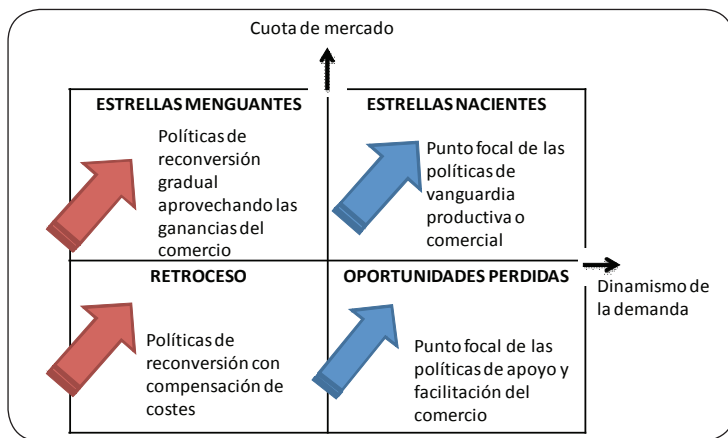 Cuota de mercado
ESTRELLAS MENGUANTES
Políticas de
reconversión
gradual
aprovechando las
ganancias del
comercio
ESTRELLAS NACIENTES
Punto focal de las
políticas de
vanguardia
productiva o
comercial
Dinamismo de
la demanda
RETROCESO
Políticas de
reconversión con
compensación de
costes
OPORTUNIDADES PERDIDAS
Punto focal de las
políticas de apoyo y
facilitación del
comercio